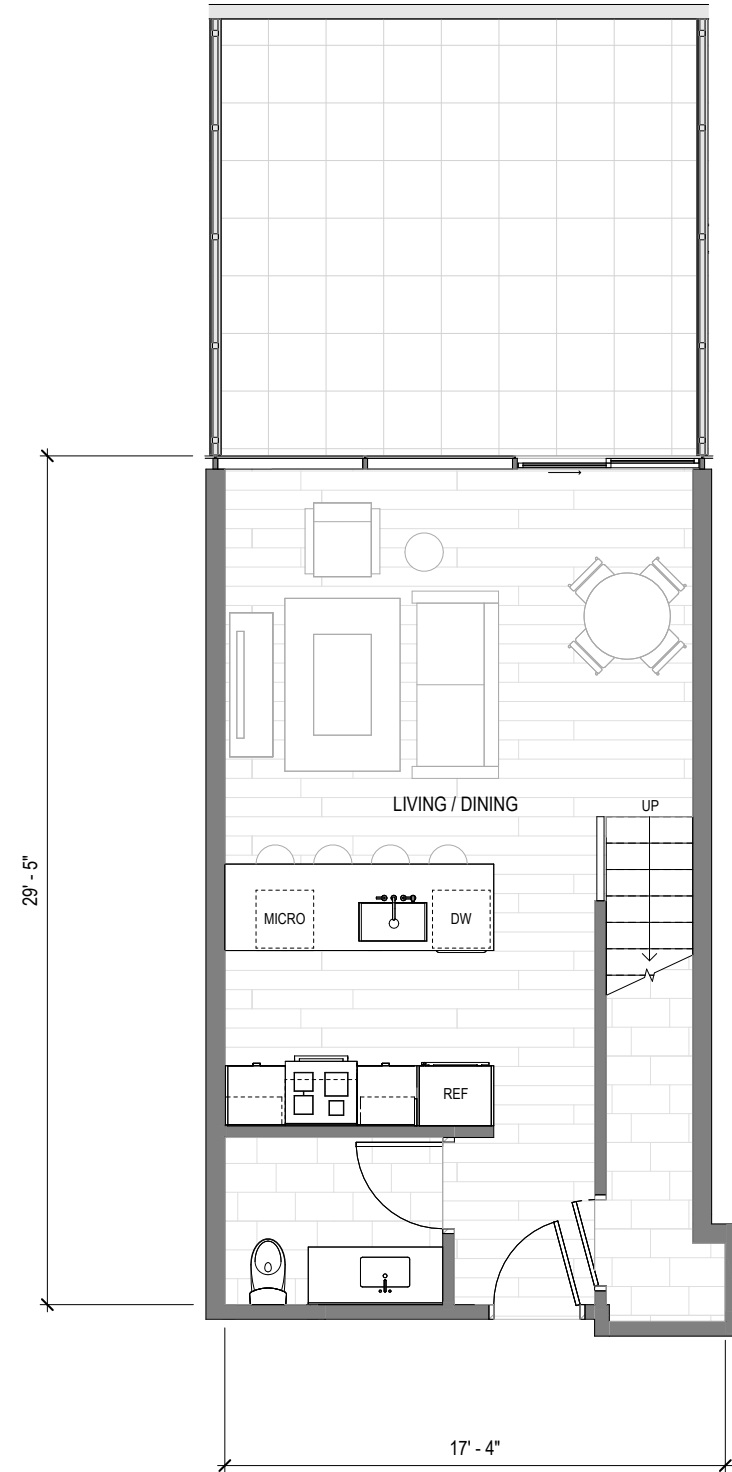 LIVING / DINING
UP
29' - 5"
MICRO
DW
REF
17' - 4"